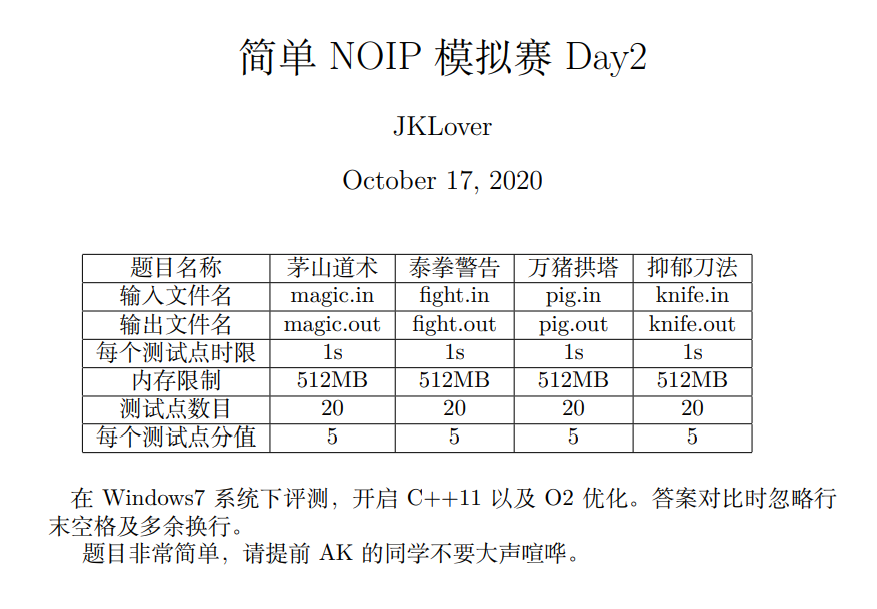 简单 NOIP 模拟赛 Day2
JKLover
October 17, 2020
题目名称 茅山道术 泰拳警告 万猪拱塔 抑郁刀法
输入文件名 magic.in fight.in pig.in knife.in
输出文件名 magic.out fight.out pig.out knife.out
每个测试点时限 1s 1s 1s 1s
内存限制 512MB 512MB 512MB 512MB
测试点数目 20 20 20 20
每个测试点分值 5 5 5 5
在 Windows7 系统下评测，开启 C++11 以及 O2 优化。答案对比时忽略行
末空格及多余换行。
题目非常简单，请提前 AK 的同学不要大声喧哗。